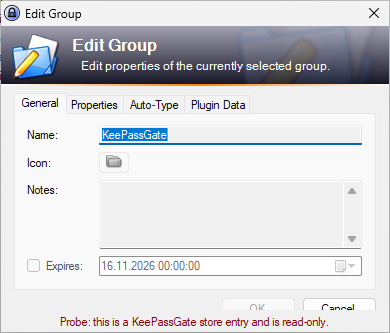 Edit Group
Edit Group
Edit properties of the currently selected group.
General Properties Auto-Type Plugin Data
Name: KeePassGate
Icon:
Notes:
Expires: 16.11.2026 00:00:00
OK Cancel
Probe: this is a KeePassGate store entry and is read-only.